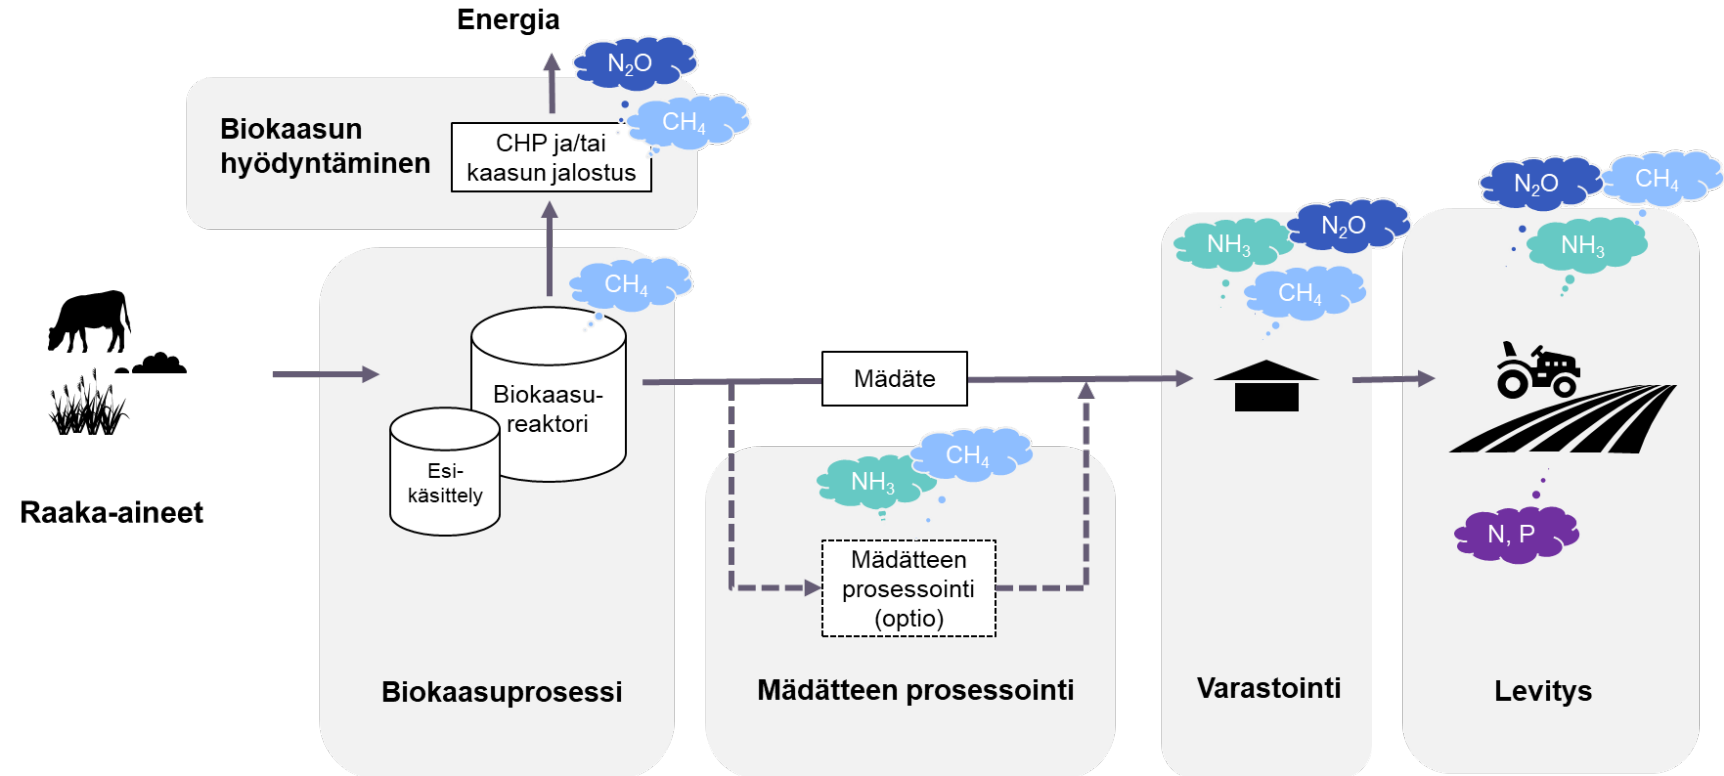 Energia
N₂O
CH₄
Biokaasun
hyödyntäminen
CHP ja/tai
kaasun jalostus
CH₄
Biokaasu-
reaktori
Esi-
käsittely
Raaka-aineet
Biokaasuprosessi
Mädäte
NH₃
CH₄
Mädätteen
prosessointi
(optio)
Mädätteen prosessointi
NH₃
N₂O
CH₄
Varastointi
N₂O
CH₄
NH₃
N, P
Levitys